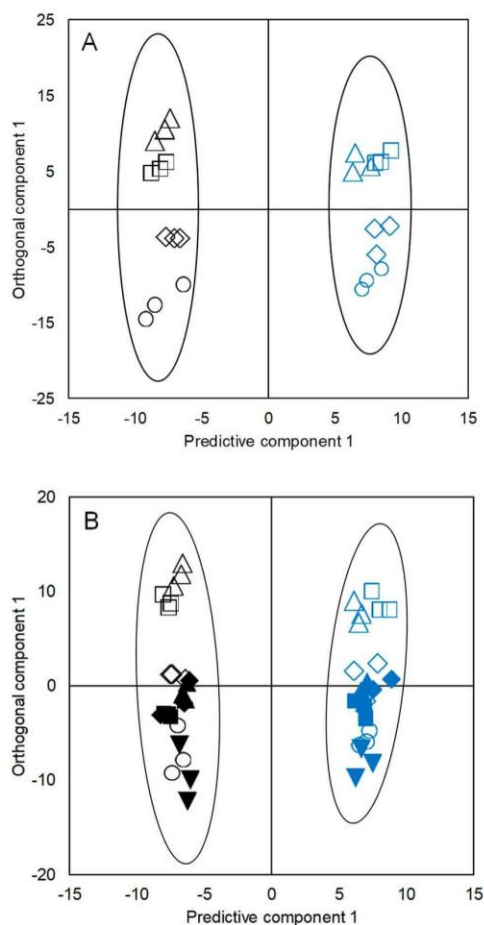 A
25
15
5
-5
-15
-25
Orthogonal component 1
-15 -10 -5 0 5 10 15
Predictive component 1
B
20
10
0
-10
-20
Orthogonal component 1
-15 -10 -5 0 5 10 15
Predictive component 1